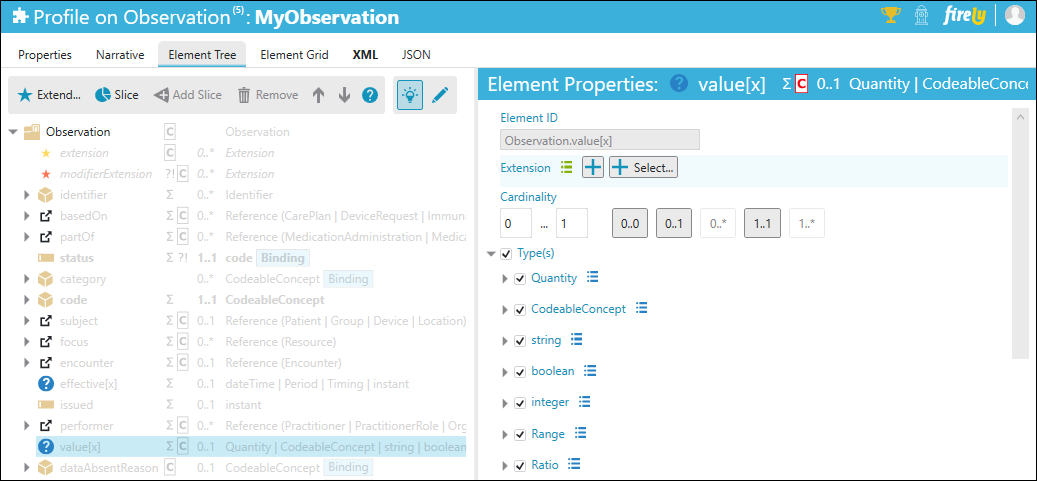 Profile on Observation(5): MyObservation
firely
Properties Narrative Element Tree Element Grid XML JSON
Extend... Slice Add Slice Remove ?
Observation C Observation
extension C 0..* Extension
modifierExtension ?! C 0..* Extension
identifier Σ 0..* Identifier
basedOn Σ C 0..* Reference (CarePlan | DeviceRequest | Immun
partOf Σ C 0..* Reference (MedicationAdministration | Medica
status Σ ?! 1..1 code Binding
category 0..* CodeableConcept Binding
code Σ 1..1 CodeableConcept
subject Σ C 0..1 Reference (Patient | Group | Device | Location)
focus Σ C 0..* Reference (Resource)
encounter Σ C 0..1 Reference (Encounter)
? effective[x] Σ 0..1 dateTime | Period | Timing | instant
issued Σ 0..1 instant
performer Σ C 0..* Reference (Practitioner | PractitionerRole | Org
? value[x] Σ C 0..1 Quantity | CodeableConcept | string | boolean
dataAbsentReason C 0..1 CodeableConcept Binding
Element Properties: ? value[x] Σ C 0..1 Quantity | CodeableConc
Element ID
Observation.value[x]
Extension + + Select...
Cardinality
0 ... 1 0..0 0..1 0..* 1..1 1..*
Type(s)
Quantity
CodeableConcept
string
boolean
integer
Range
Ratio